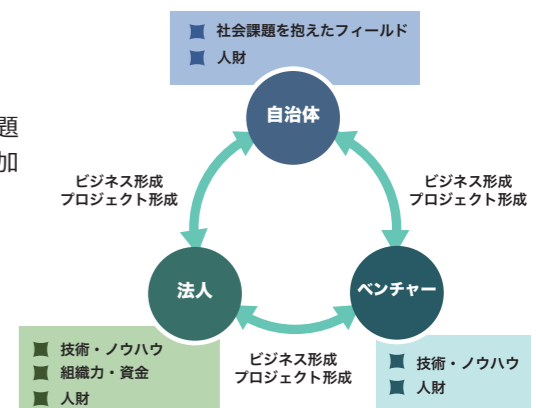 社会課題を抱えたフィールド
人財
自治体
題
加
ビジネス形成
プロジェクト形成
ビジネス形成
プロジェクト形成
法人
ベンチャー
技術・ノウハウ
組織力・資金
人財
ビジネス形成
プロジェクト形成
技術・ノウハウ
人財